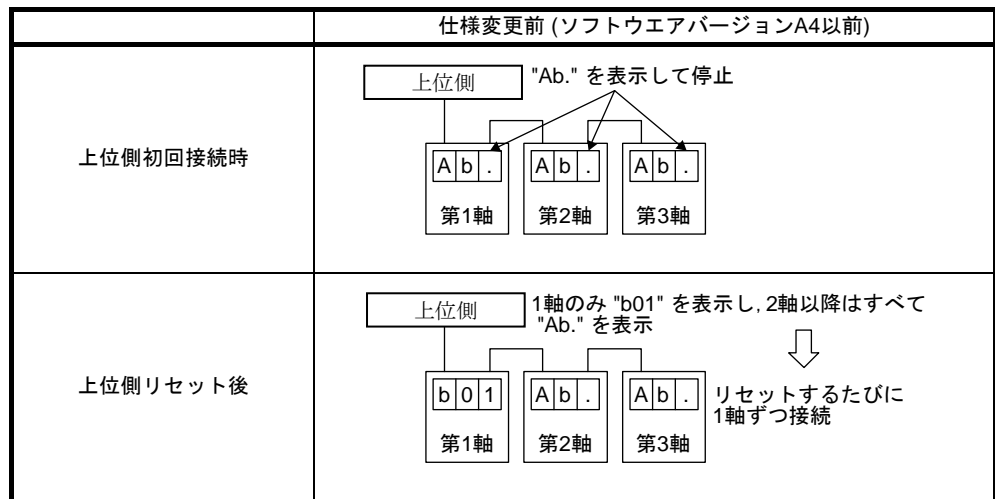 仕様変更前 (ソフトウエアバージョンA4以前)
上位側初回接続時
上位側
"Ab." を表示して停止
A b .
A b .
A b .
第1軸
第2軸
第3軸
上位側リセット後
上位側
1軸のみ "b01" を表示し, 2軸以降はすべて
"Ab." を表示
b 0 1
A b .
A b .
リセットするたびに
1軸ずつ接続
第1軸
第2軸
第3軸